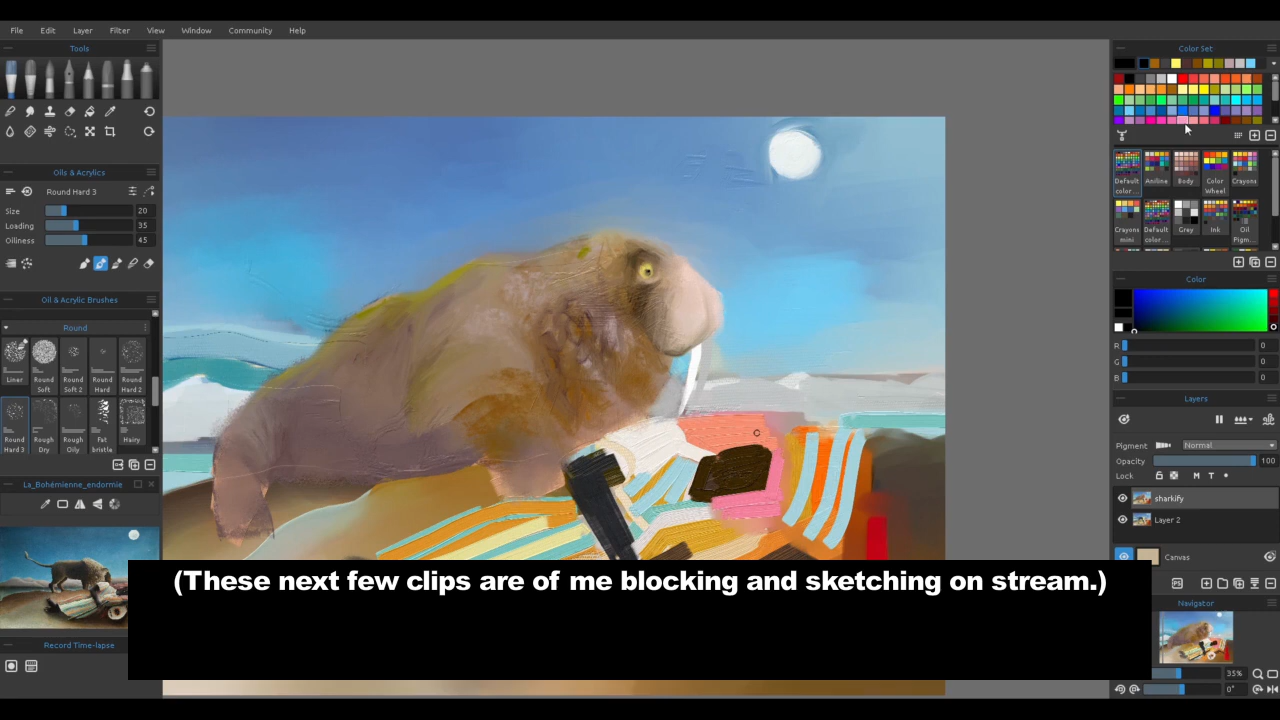 File Edit Layer Filter View Window Community Help
Tools
Oils & Acrylics
Round Hard 3
Size 20
Loading 35
Oiliness 45
Oil & Acrylic Brushes
Round
Liner Round Soft Round Soft 2 Round Hard Round Hard 2
Round Hard 3 Rough Dry Rough Oily Fat bristle Hairy
La_Bohémienne_endormie
Record Time-lapse
(These next few clips are of me blocking and sketching on stream.)
Color Set
Default color... Aniline Body Color Wheel Crayons
Crayons mini Default color... Grey Ink Oil Pigm...
Color
R 0
G 0
B 0
Layers
Pigment Normal
Opacity 100
Lock M T
sharkify
Layer 2
Canvas
PS
Navigator
35%
0°